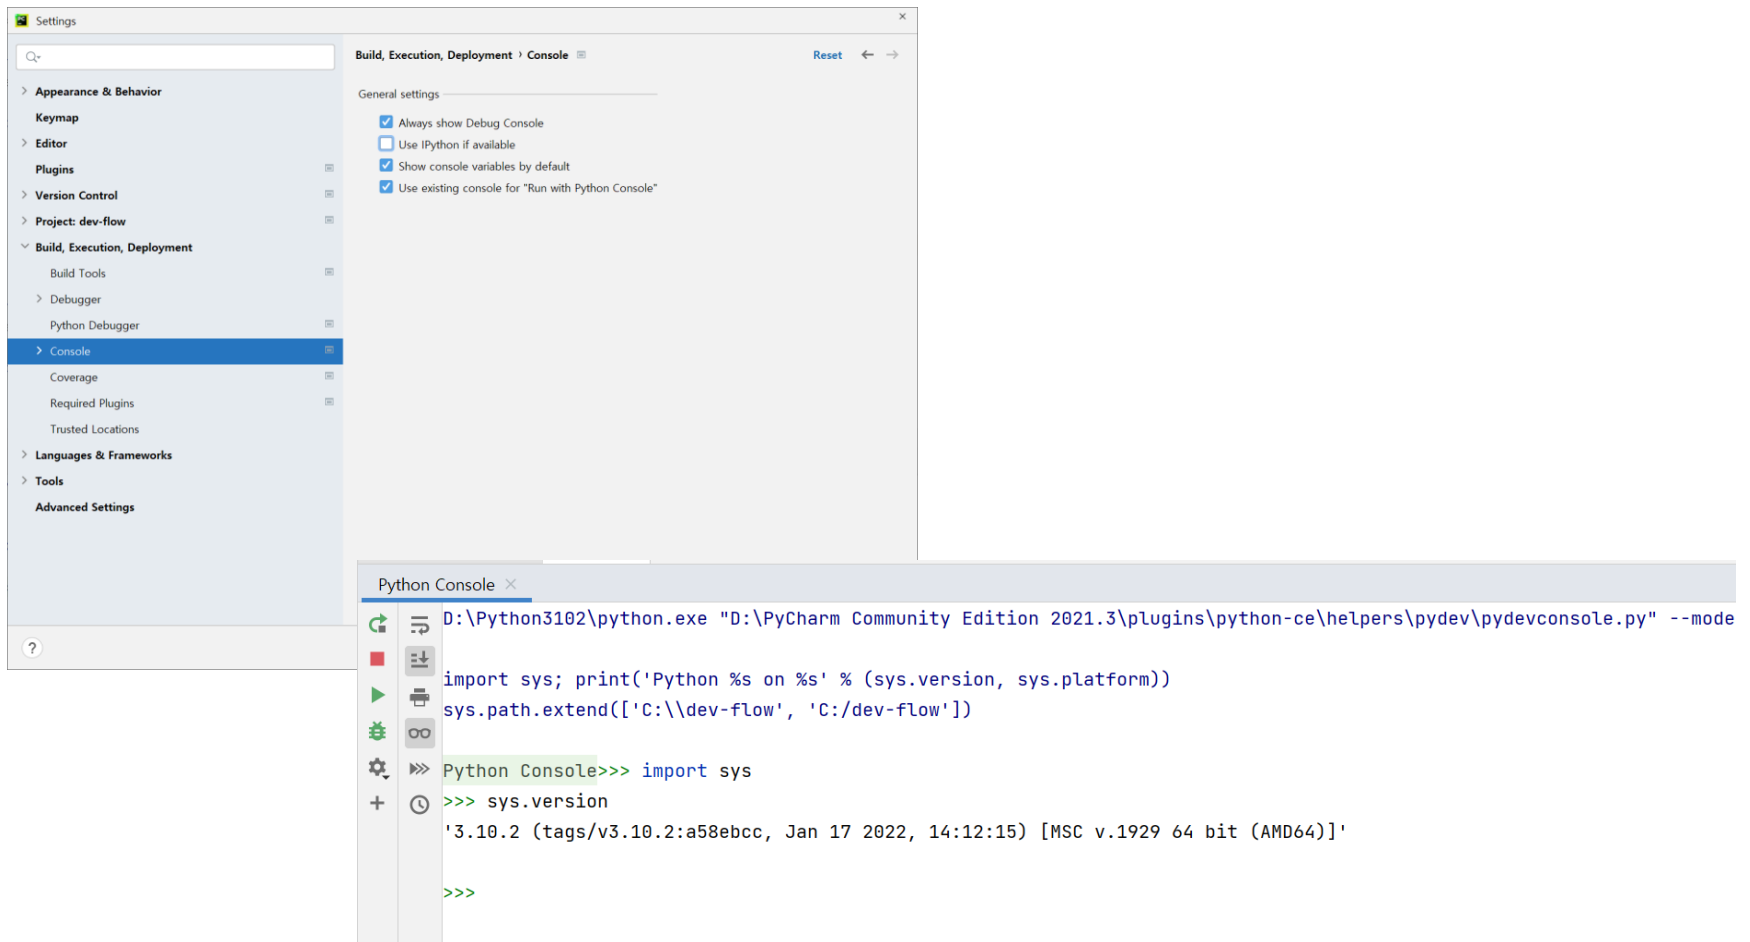 Settings
Build, Execution, Deployment › Console
Reset
Appearance & Behavior
Keymap
Editor
Plugins
Version Control
Project: dev-flow
Build, Execution, Deployment
Build Tools
Debugger
Python Debugger
Console
Coverage
Required Plugins
Trusted Locations
Languages & Frameworks
Tools
Advanced Settings
General settings
Always show Debug Console
Use IPython if available
Show console variables by default
Use existing console for "Run with Python Console"
?
Python Console
D:\Python3102\python.exe "D:\PyCharm Community Edition 2021.3\plugins\python-ce\helpers\pydev\pydevconsole.py" --mode
import sys; print('Python %s on %s' % (sys.version, sys.platform))
sys.path.extend(['C:\\dev-flow', 'C:/dev-flow'])
Python Console>>> import sys
>>> sys.version
'3.10.2 (tags/v3.10.2:a58ebcc, Jan 17 2022, 14:12:15) [MSC v.1929 64 bit (AMD64)]'
>>>